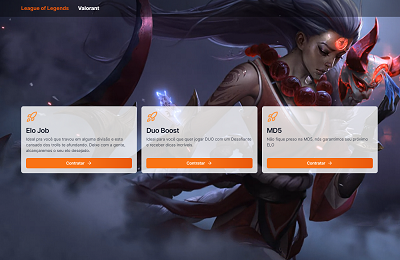 League of Legends Valorant
Elo Job
Ideal pra você que travou em alguma divisão e está
cansado dos trolls te afundando. Deixe com a gente,
alcançaremos o seu elo desejado.
Contratar →
Duo Boost
Ideal para você que quer jogar DUO com um Desafiante
e receber dicas incríveis.
Contratar →
MD5
Não fique preso na MD5, nós garantimos seu próximo
ELO
Contratar →